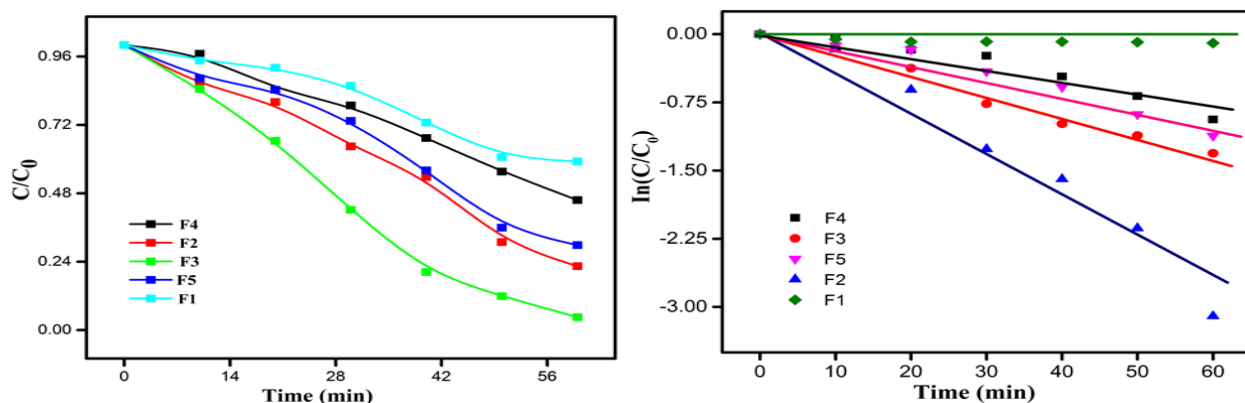 0.96
0.72
0.48
0.24
0.00
C/C₀
F4
F2
F3
F5
F1
0
14
28
42
56
Time (min)
0.00
-0.75
-1.50
-2.25
-3.00
In(C/C₀)
F4
F3
F5
F2
F1
0
10
20
30
40
50
60
Time (min)